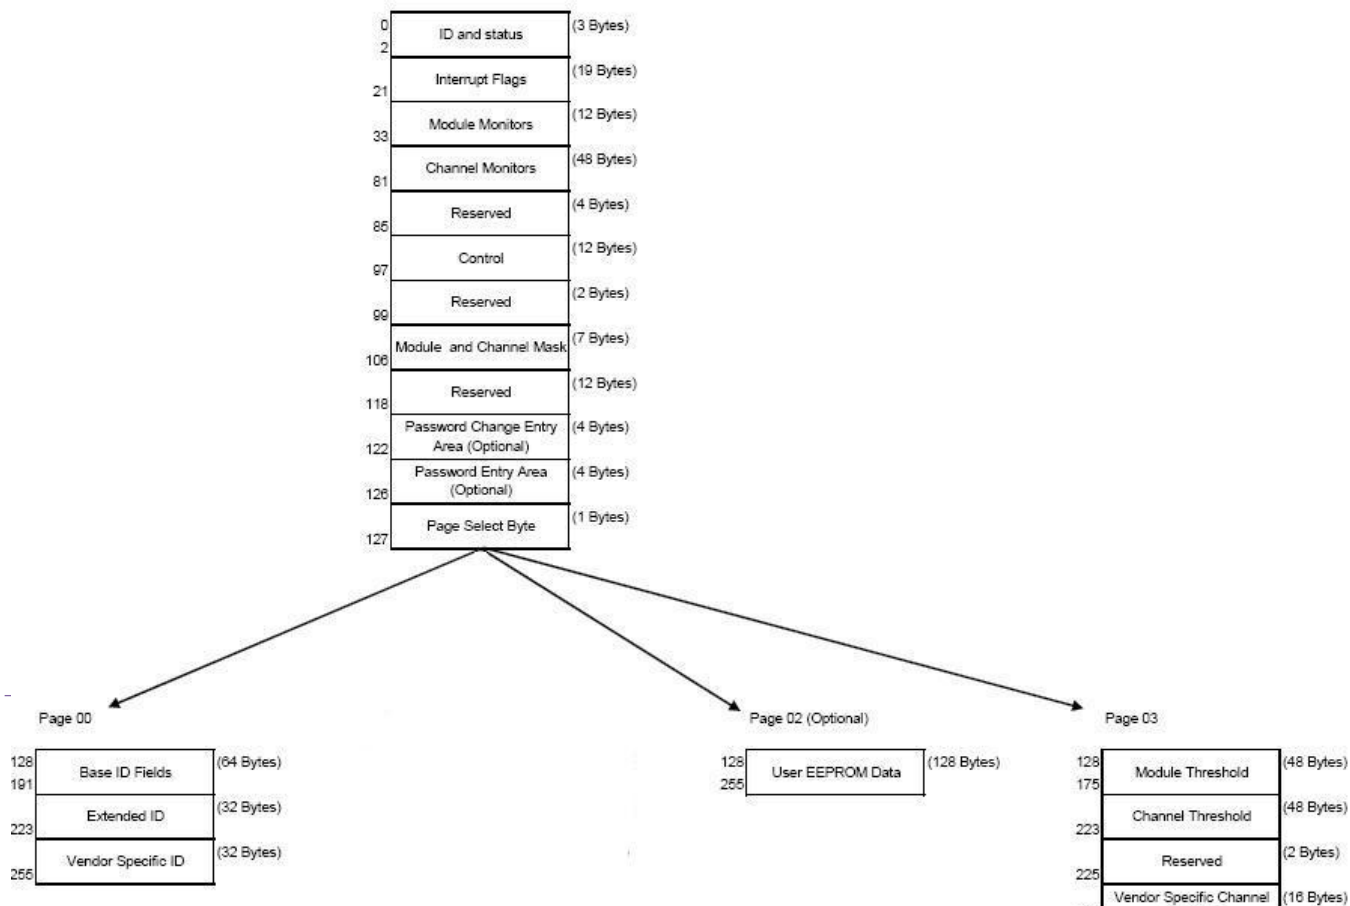 0
ID and status
(3 Bytes)
2
Interrupt Flags
(19 Bytes)
21
Module Monitors
(12 Bytes)
33
Channel Monitors
(48 Bytes)
81
Reserved
(4 Bytes)
85
Control
(12 Bytes)
97
Reserved
(2 Bytes)
99
Module and Channel Mask
(7 Bytes)
106
Reserved
(12 Bytes)
118
Password Change Entry
Area (Optional)
(4 Bytes)
122
Password Entry Area
(Optional)
(4 Bytes)
126
Page Select Byte
(1 Bytes)
127
Page 00
128
Base ID Fields
(64 Bytes)
191
Extended ID
(32 Bytes)
223
Vendor Specific ID
(32 Bytes)
255
Page 02 (Optional)
128
User EEPROM Data
(128 Bytes)
255
Page 03
128
Module Threshold
(48 Bytes)
175
Channel Threshold
(48 Bytes)
223
Reserved
(2 Bytes)
225
Vendor Specific Channel
(16 Bytes)